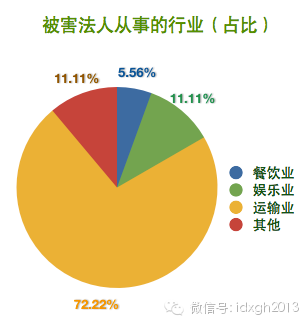 被害法人从事的行业（占比）
5.56%
11.11%
11.11%
餐饮业
娱乐业
运输业
其他
72.22%
微信号: idxgh2013